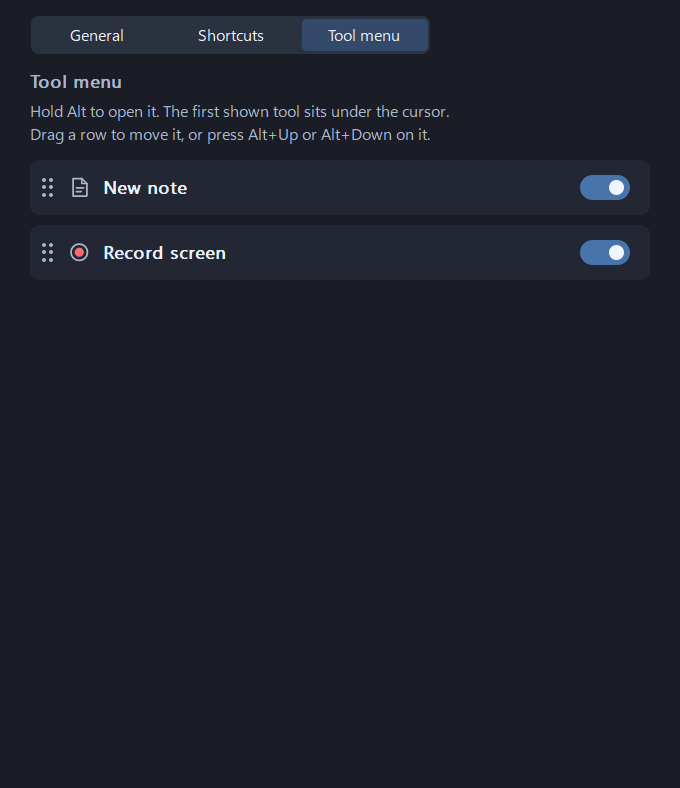 General
Shortcuts
Tool menu
Tool menu
Hold Alt to open it. The first shown tool sits under the cursor.
Drag a row to move it, or press Alt+Up or Alt+Down on it.
New note
Record screen